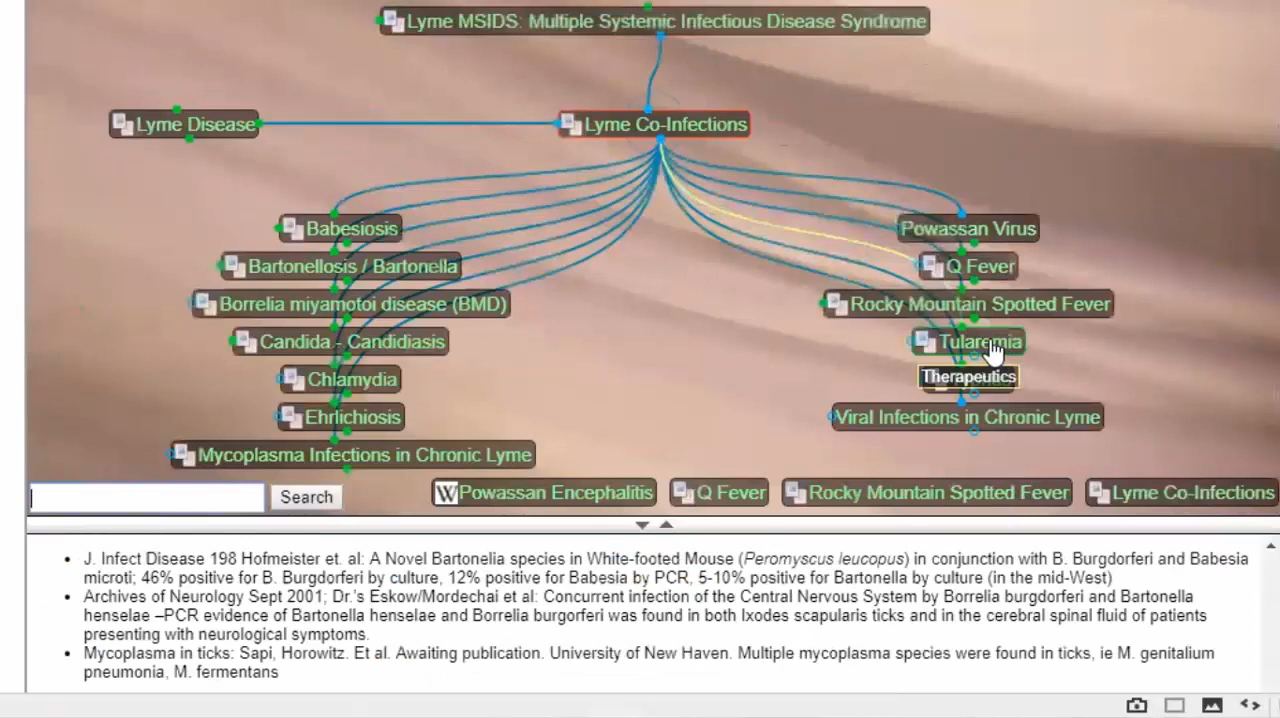 Lyme MSIDS: Multiple Systemic Infectious Disease Syndrome
Lyme Disease
Lyme Co-Infections
Babesiosis
Bartonellosis / Bartonella
Borrelia miyamotoi disease (BMD)
Candida - Candidiasis
Chlamydia
Ehrlichiosis
Mycoplasma Infections in Chronic Lyme
Powassan Virus
Q Fever
Rocky Mountain Spotted Fever
Tularemia
Therapeutics
Viral Infections in Chronic Lyme
Search
W Powassan Encephalitis
Q Fever
Rocky Mountain Spotted Fever
Lyme Co-Infections
J. Infect Disease 198 Hofmeister et. al: A Novel Bartonelia species in White-footed Mouse (Peromyscus leucopus) in conjunction with B. Burgdorferi and Babesia
microti; 46% positive for B. Burgdorferi by culture, 12% positive for Babesia by PCR, 5-10% positive for Bartonella by culture (in the mid-West)
Archives of Neurology Sept 2001; Dr.'s Eskow/Mordechai et al: Concurrent infection of the Central Nervous System by Borrelia burgdorferi and Bartonella
henselae –PCR evidence of Bartonella henselae and Borrelia burgorferi was found in both Ixodes scapularis ticks and in the cerebral spinal fluid of patients
presenting with neurological symptoms.
Mycoplasma in ticks: Sapi, Horowitz. Et al. Awaiting publication. University of New Haven. Multiple mycoplasma species were found in ticks, ie M. genitalium
pneumonia, M. fermentans